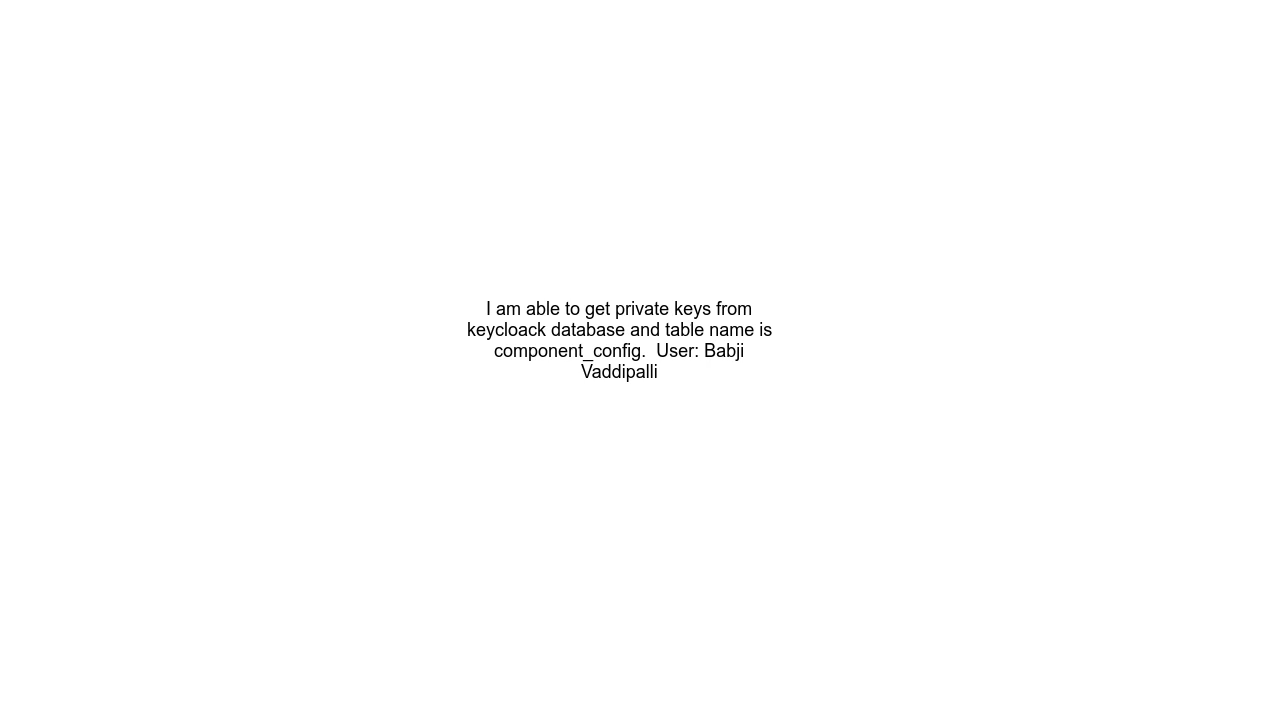 I am able to get private keys from
keycloack database and table name is
component_config.  User: Babji
Vaddipalli